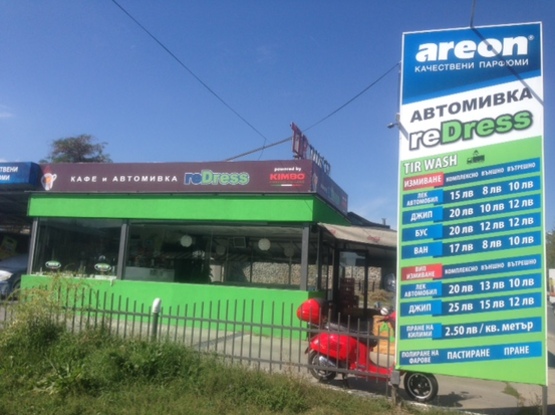 areon®
КАЧЕСТВЕНИ ПАРФЮМИ
АВТОМИВКА
reDress
TIR WASH
ИЗМИВАНЕ КОМПЛЕКСНО ВЪНШНО ВЪТРЕШНО
ЛЕК АВТОМОБИЛ 15 ЛВ 8 ЛВ 10 ЛВ
ДЖИП 20 ЛВ 10 ЛВ 12 ЛВ
БУС 20 ЛВ 12 ЛВ 12 ЛВ
ВАН 17 ЛВ 8 ЛВ 10 ЛВ
КОМПЛЕКСНО ВЪНШНО ВЪТРЕШНО
ИЗМИВАНЕ
ЛЕК АВТОМОБИЛ 20 ЛВ 13 ЛВ 10 ЛВ
ДЖИП 25 ЛВ 15 ЛВ 12 ЛВ
ПРАНЕ НА КИЛИМИ 2.50 ЛВ / КВ. МЕТЪР
ПОЛИРАНЕ НА ФАРОВЕ ПАСТИРАНЕ ПРАНЕ
КАФЕ и АВТОМИВКА reDress
powered by
KIMBO